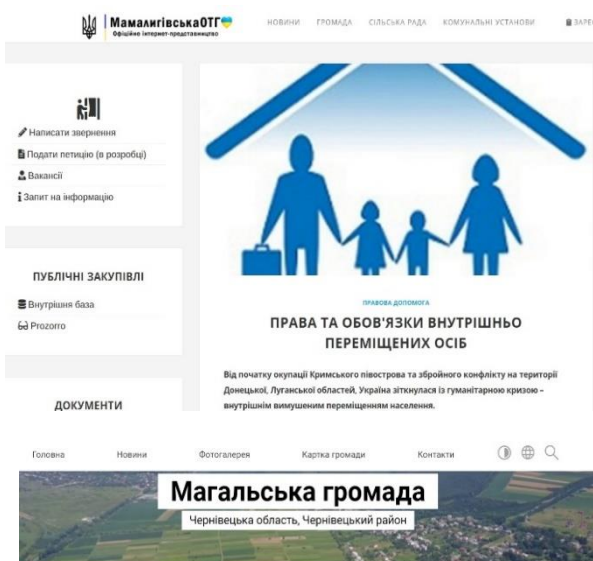 МамалигівськаОТГ
Офіційне інтернет-представництво
НОВИНИ ГРОМАДА СІЛЬСЬКА РАДА КОМУНАЛЬНІ УСТАНОВИ
Написати звернення
Подати петицію (в розробці)
Вакансії
Запит на інформацію
ПУБЛІЧНІ ЗАКУПІВЛІ
Внутрішня база
Prozorro
ДОКУМЕНТИ
ПРАВОВА ДОПОМОГА
ПРАВА ТА ОБОВ'ЯЗКИ ВНУТРІШНЬО
ПЕРЕМІЩЕНИХ ОСІБ
Від початку окупації Кримського півострова та збройного конфлікту на території
Донецької, Луганської областей, Україна зіткнулася із гуманітарною кризою –
внутрішнім вимушеним переміщенням населення.
Головна Новини Фотогалерея Картка громади Контакти
Магальська громада
Чернівецька область, Чернівецький район